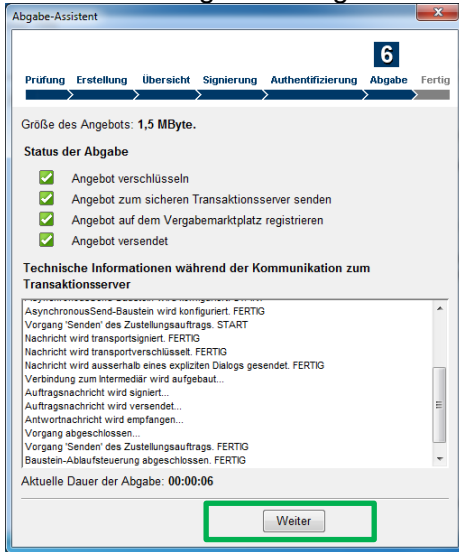 Abgabe-Assistent
6
Prüfung Erstellung Übersicht Signierung Authentifizierung Abgabe Fertig
Größe des Angebots: 1,5 MByte.
Status der Abgabe
Angebot verschlüsseln
Angebot zum sicheren Transaktionsserver senden
Angebot auf dem Vergabemarktplatz registrieren
Angebot versendet
Technische Informationen während der Kommunikation zum
Transaktionsserver
AsynchronousSend-Baustein wird konfiguriert. FERTIG
Vorgang 'Senden' des Zustellungsauftrags. START
Nachricht wird transportsigniert. FERTIG
Nachricht wird transportverschlüsselt. FERTIG
Nachricht wird ausserhalb eines expliziten Dialogs gesendet. FERTIG
Verbindung zum Intermediär wird aufgebaut...
Auftragsnachricht wird signiert...
Auftragsnachricht wird versendet...
Antwortnachricht wird empfangen...
Vorgang abgeschlossen...
Vorgang 'Senden' des Zustellungsauftrags. FERTIG
Baustein-Ablaufsteuerung abgeschlossen. FERTIG
Aktuelle Dauer der Abgabe: 00:00:06
Weiter